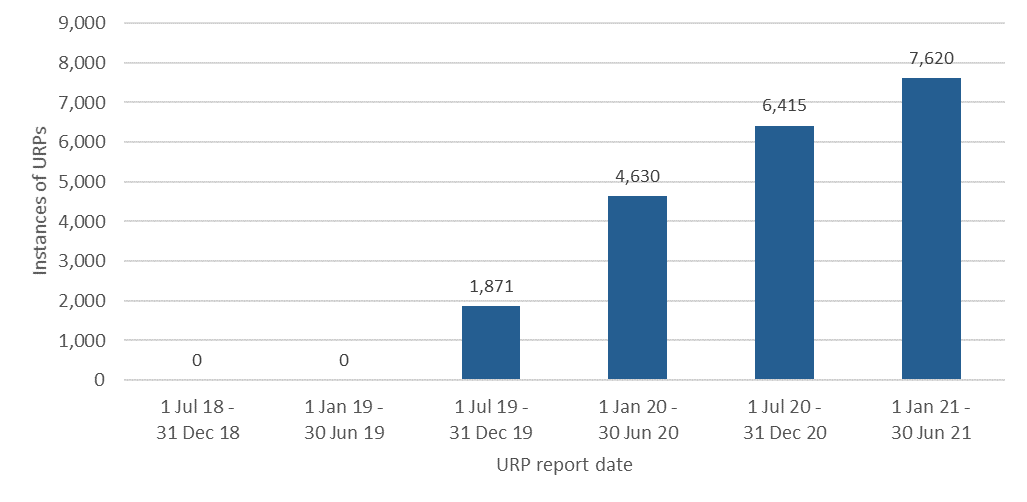 9,000
8,000
7,000
6,000
5,000
4,000
3,000
2,000
1,000
0
Instances of URPs
0
0
1,871
4,630
6,415
7,620
1 Jul 18 -
31 Dec 18
1 Jan 19 -
30 Jun 19
1 Jul 19 -
31 Dec 19
1 Jan 20 -
30 Jun 20
1 Jul 20 -
31 Dec 20
1 Jan 21 -
30 Jun 21
URP report date